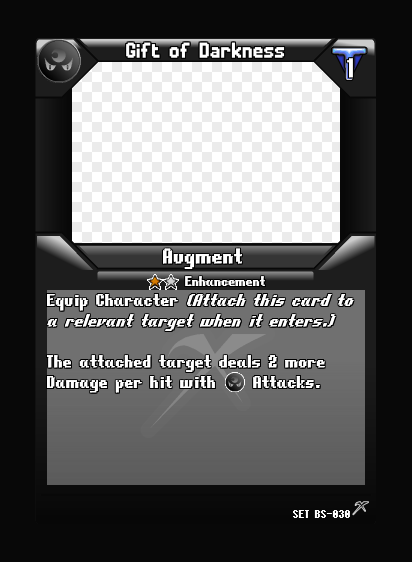 Gift of Darkness
1
Augment
Enhancement
Equip Character (Attach this card to
a relevant target when it enters.)
The attached target deals 2 more
Damage per hit with Attacks.
SET BS-030